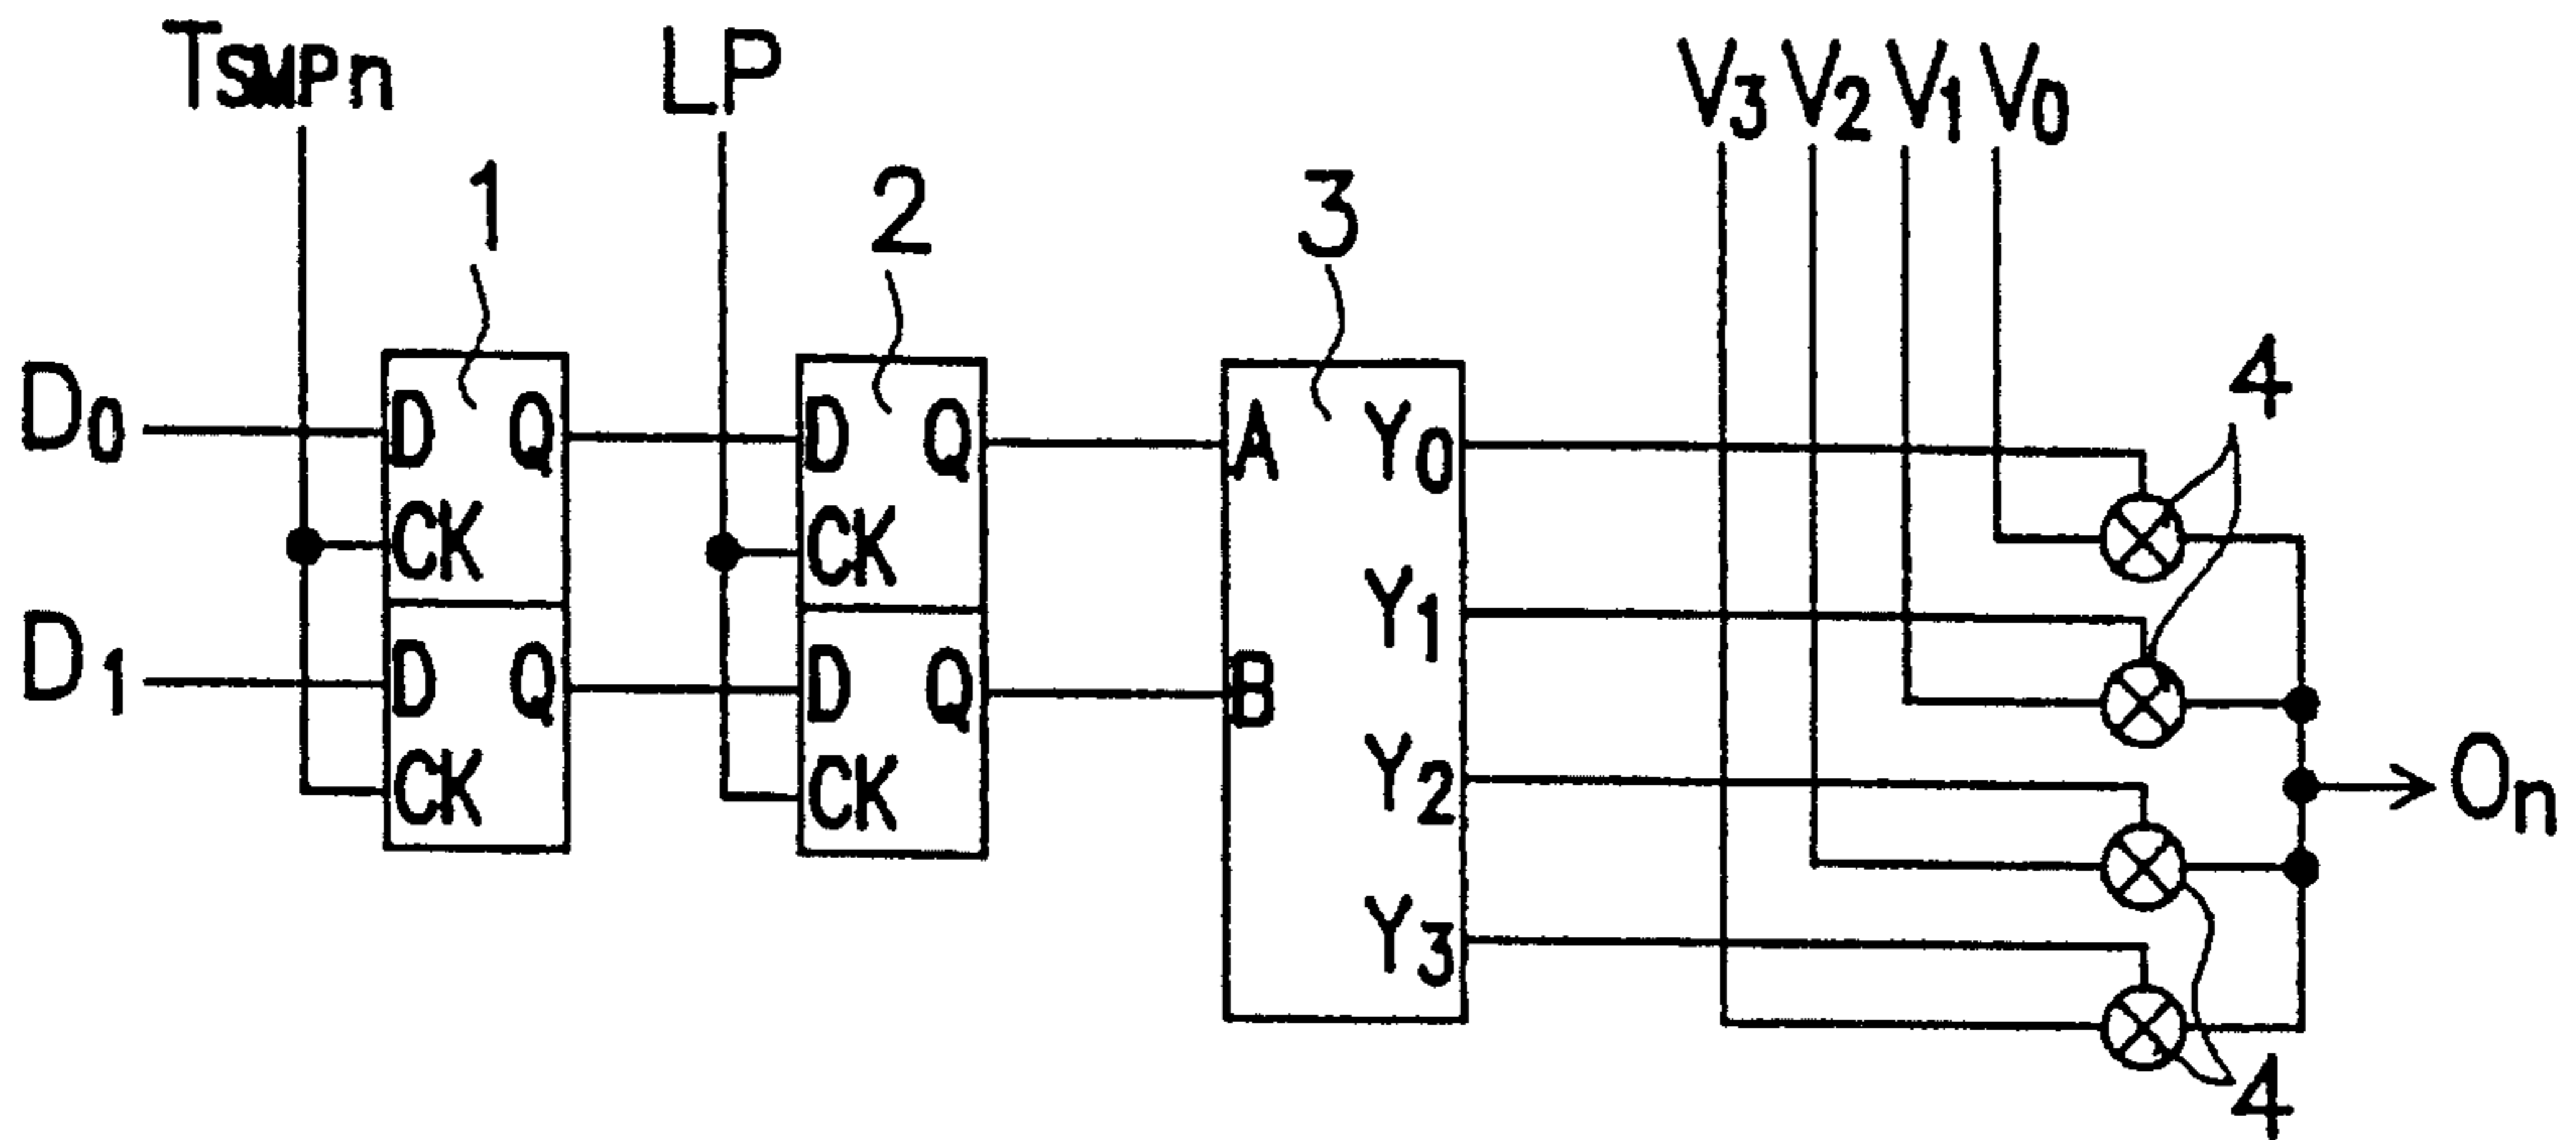 TSMPn LP V3 V2 V1 V0
1 2 3 4
D0 D Q D Q A Y0
CK CK Y1
D1 D Q D Q B
CK CK Y2 On
Y3
4